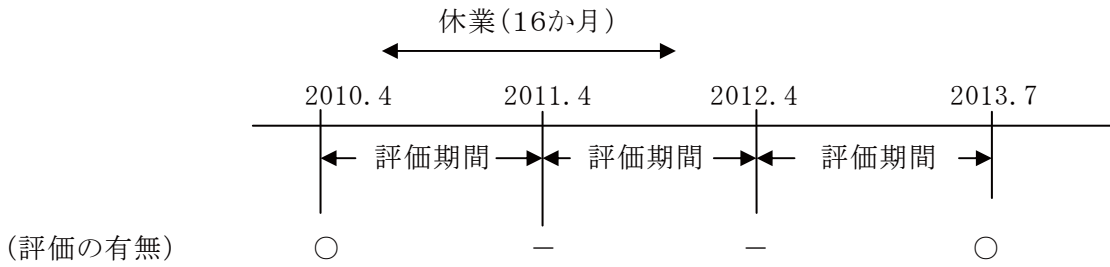 休業(16か月)
2010.4 2011.4 2012.4 2013.7
評価期間 評価期間 評価期間
(評価の有無) ○ － － ○